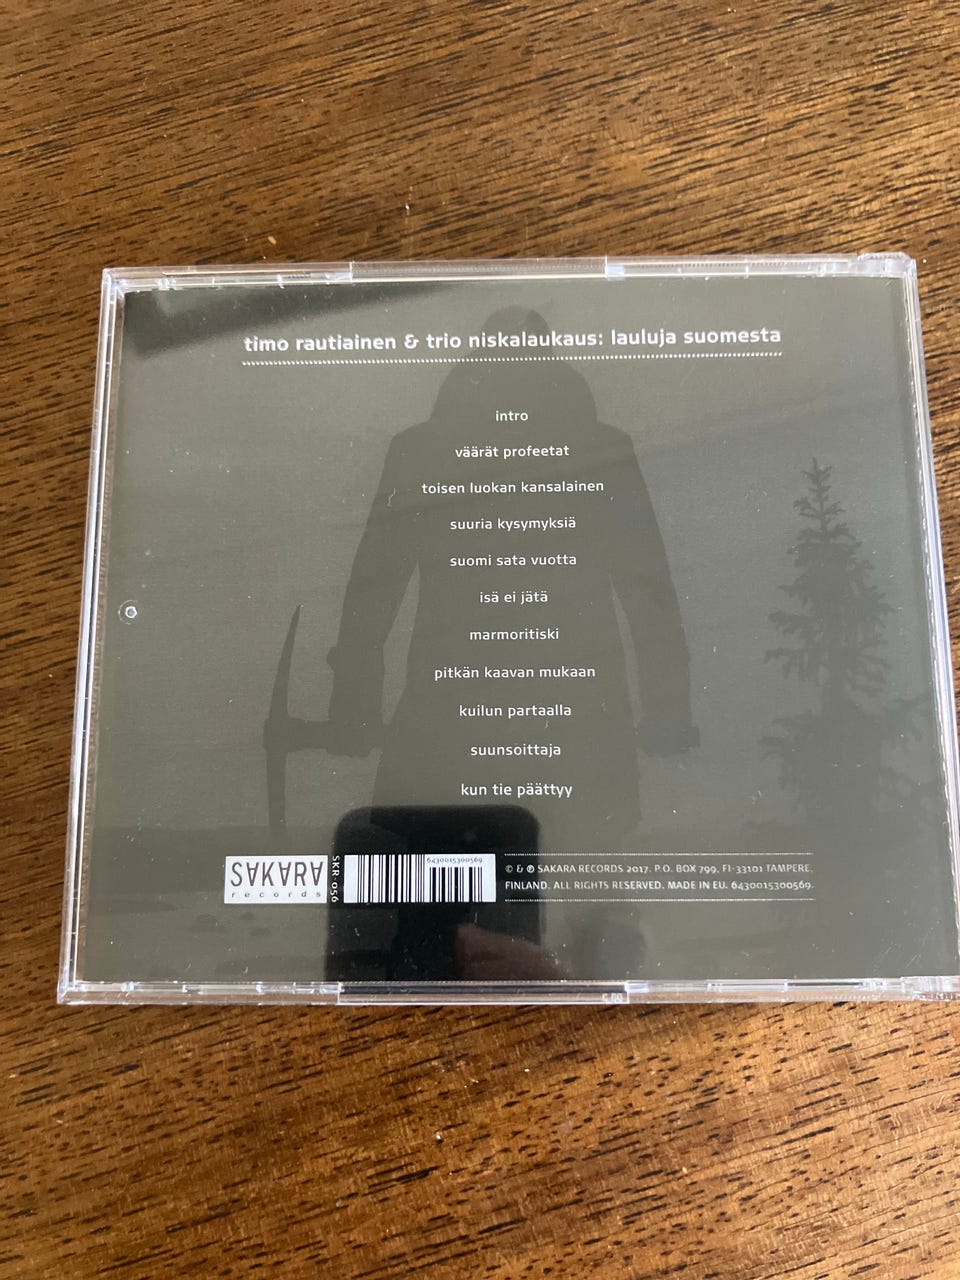 timo rautiainen & trio niskalaukaus: lauluja suomesta
intro
väärät profeetat
toisen luokan kansalainen
suuria kysymyksiä
suomi sata vuotta
isä ei jätä
marmoritiski
pitkän kaavan mukaan
kuilun partaalla
suunsoittaja
kun tie päättyy
SAKARA
records
SKR-056
6430015300569
© & ℗ SAKARA RECORDS 2017. P.O. BOX 799, FI-33101 TAMPERE,
FINLAND. ALL RIGHTS RESERVED. MADE IN EU. 6430015300569.